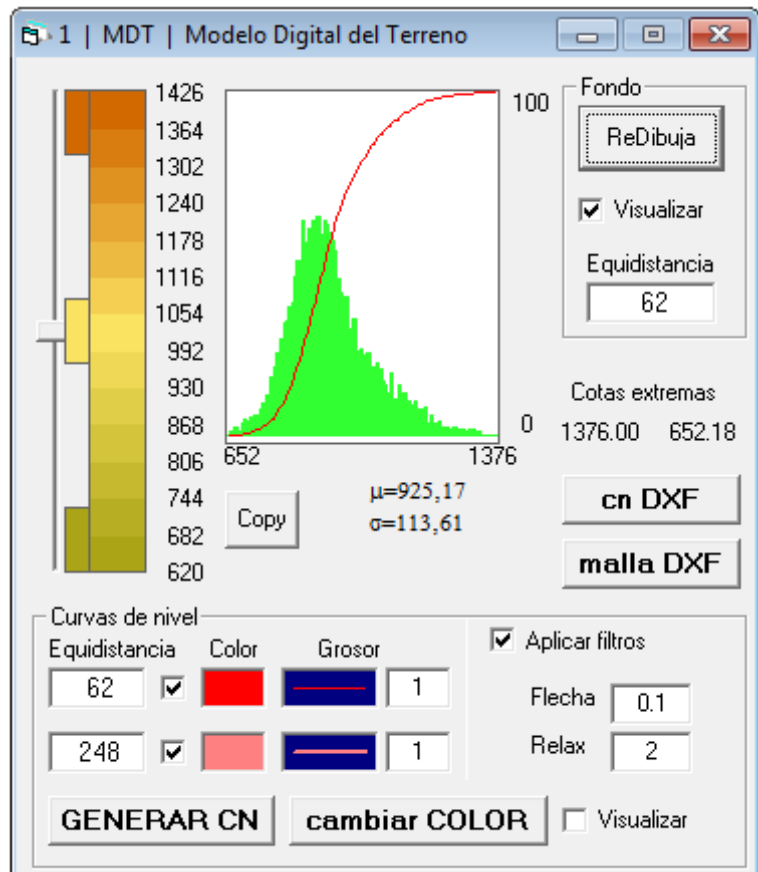 1 | MDT | Modelo Digital del Terreno
1426
1364
1302
1240
1178
1116
1054
992
930
868
806
744
682
620
100
0
652 1376
Copy
μ=925,17
σ=113,61
Fondo
ReDibuja
Visualizar
Equidistancia
62
Cotas extremas
1376.00 652.18
cn DXF
malla DXF
Curvas de nivel
Equidistancia Color Grosor
62 1
248 1
Aplicar filtros
Flecha 0.1
Relax 2
GENERAR CN cambiar COLOR Visualizar